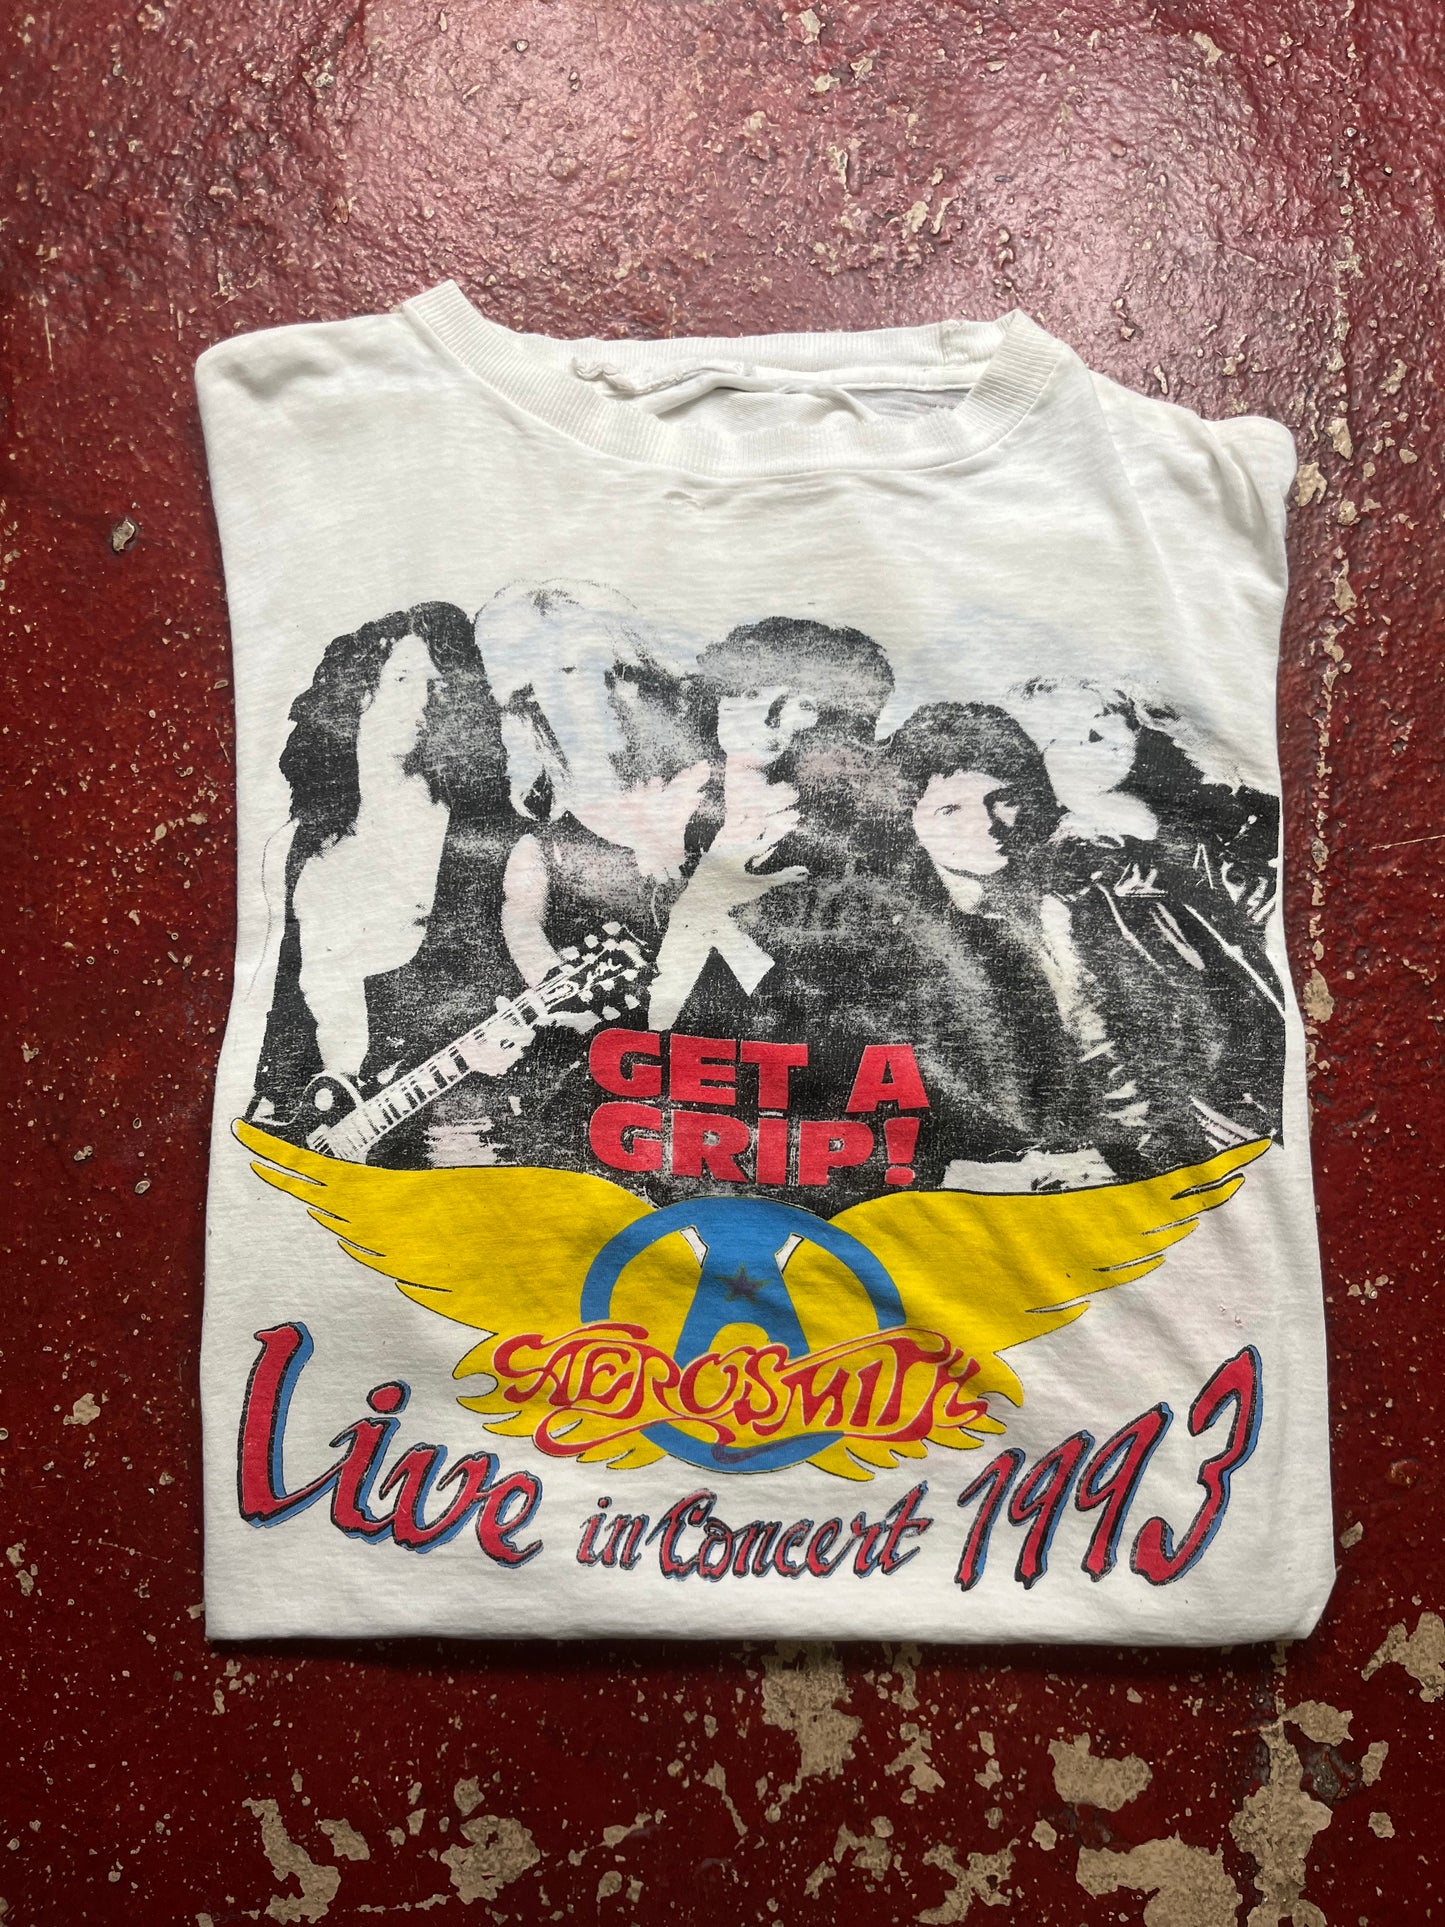 GET A
GRIP!
AEROSMITH
Live in Concert 1993